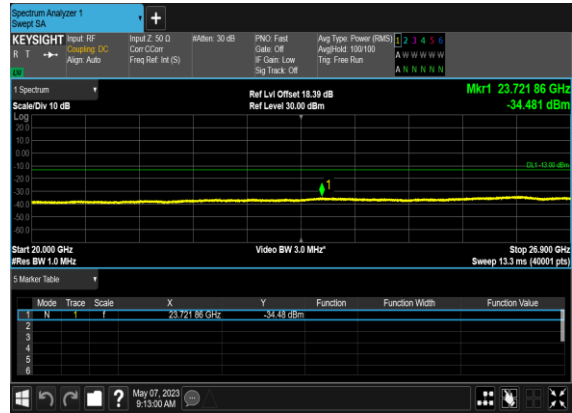 Spectrum Analyzer 1
Swept SA
KEYSIGHT Input: RF Input Z: 50 Ω #Atten: 30 dB PNO: Fast Avg Type: Power (RMS) 1 2 3 4 5 6
R T Coupling: DC Corr CCorr Gate: Off Avg|Hold: 100/100 A W W W W W
Align: Auto Freq Ref: Int (S) IF Gain: Low Trig: Free Run
Sig Track: Off A N N N N N
1 Spectrum
Ref Lvl Offset 18.39 dB Mkr1 23.721 86 GHz
Scale/Div 10 dB Ref Level 30.00 dBm -34.481 dBm
Log
20.0
10.0
0.00
-10.0 DL1 -13.00 dBm
-20.0
-30.0 1
-40.0
-50.0
-60.0
Start 20.000 GHz Video BW 3.0 MHz* Stop 26.900 GHz
#Res BW 1.0 MHz Sweep 13.3 ms (40001 pts)
5 Marker Table
Mode Trace Scale X Y Function Function Width Function Value
1 N 1 f 23.721 86 GHz -34.48 dBm
2
3
4
5
6
? May 07, 2023
9:13:00 AM